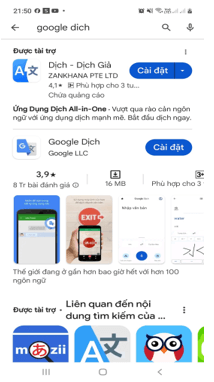 21:50
google dich
Được tài trợ
Dịch - Dịch Giả
ZANKHANA PTE LTD
4,1★ Phù hợp cho 3 tu...
Chứa quảng cáo
Cài đặt
Ứng Dụng Dịch All-in-One · Vượt qua rào cản ngôn
ngữ với ứng dụng dịch mạnh mẽ. Bắt đầu dịch ngay.
Google Dịch
Google LLC
Cài đặt
3,9★
8 Tr bài đánh giá
16 MB
3+
Phù hợp cho 3
EXIT
Nhập văn bản
Thế giới đang ở gần hơn bao giờ hết với hơn 100
ngôn ngữ
Được tài trợ · Liên quan đến nội
dung tìm kiếm của ...
mazii
A文